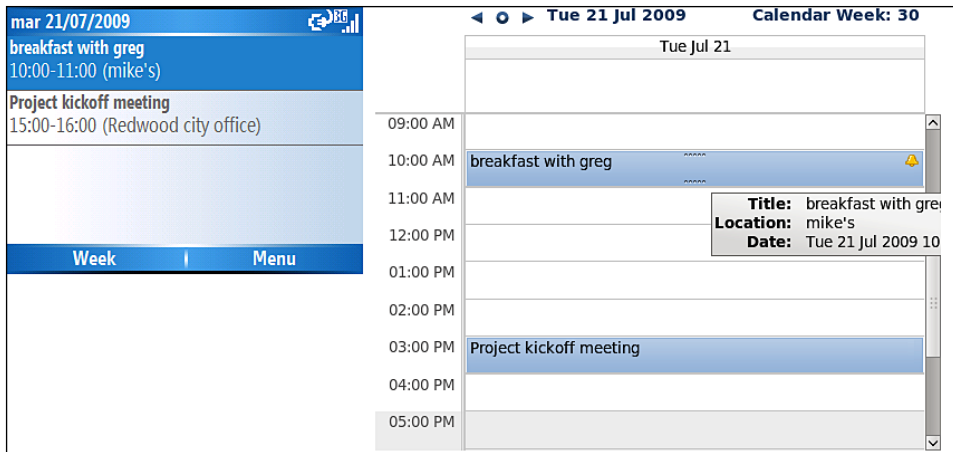 mar 21/07/2009
3G
breakfast with greg
10:00-11:00 (mike's)
Project kickoff meeting
15:00-16:00 (Redwood city office)
Week Menu
Tue 21 Jul 2009 Calendar Week: 30
Tue Jul 21
09:00 AM
10:00 AM breakfast with greg
11:00 AM
Title: breakfast with greg
Location: mike's
Date: Tue 21 Jul 2009 10
12:00 PM
01:00 PM
02:00 PM
03:00 PM Project kickoff meeting
04:00 PM
05:00 PM